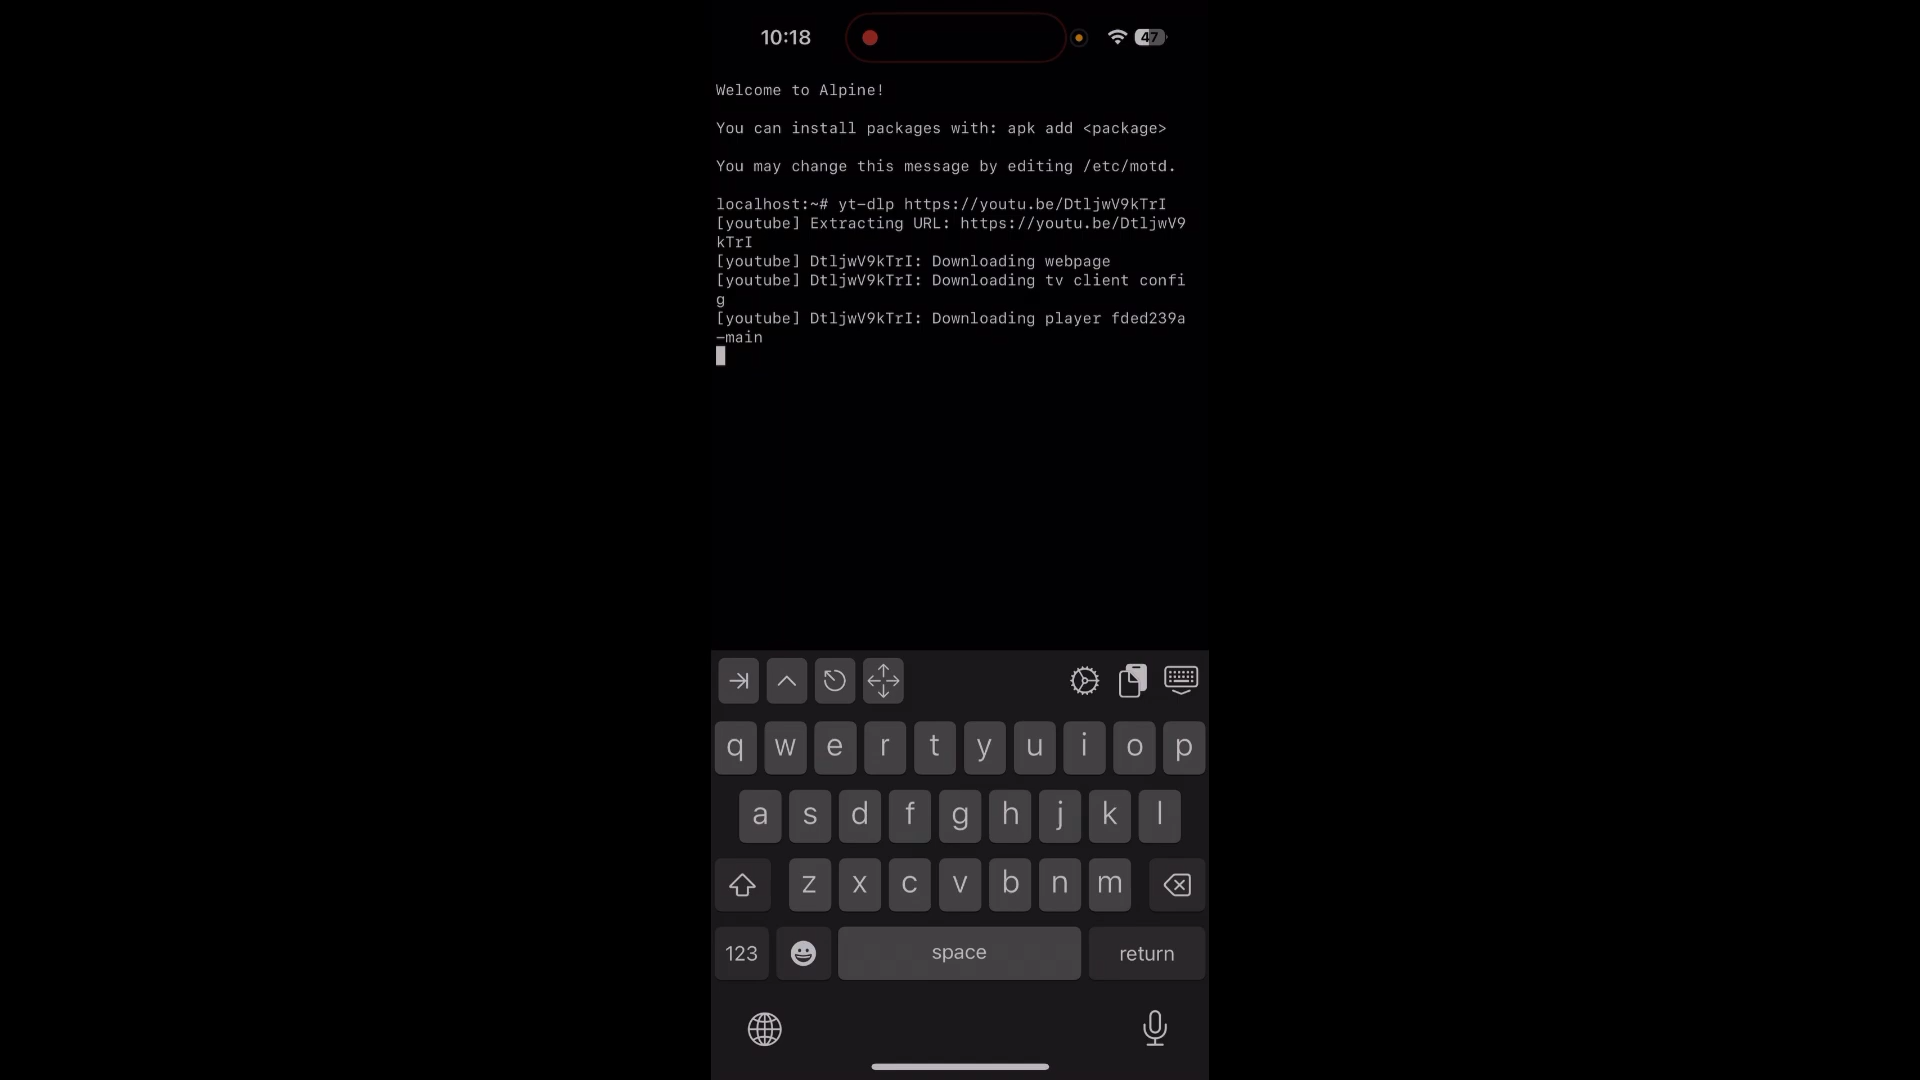 10:18
47
Welcome to Alpine!
You can install packages with: apk add <package>
You may change this message by editing /etc/motd.
localhost:~# yt-dlp https://youtu.be/DtljwV9kTrI
[youtube] Extracting URL: https://youtu.be/DtljwV9
kTrI
[youtube] DtljwV9kTrI: Downloading webpage
[youtube] DtljwV9kTrI: Downloading tv client confi
g
[youtube] DtljwV9kTrI: Downloading player fded239a
-main
q w e r t y u i o p
a s d f g h j k l
z x c v b n m
123 space return